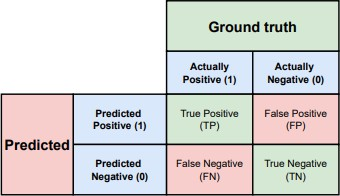 Ground truth
Actually
Positive (1)
Actually
Negative (0)
Predicted
Predicted
Positive (1)
True Positive
(TP)
False Positive
(FP)
Predicted
Negative (0)
False Negative
(FN)
True Negative
(TN)